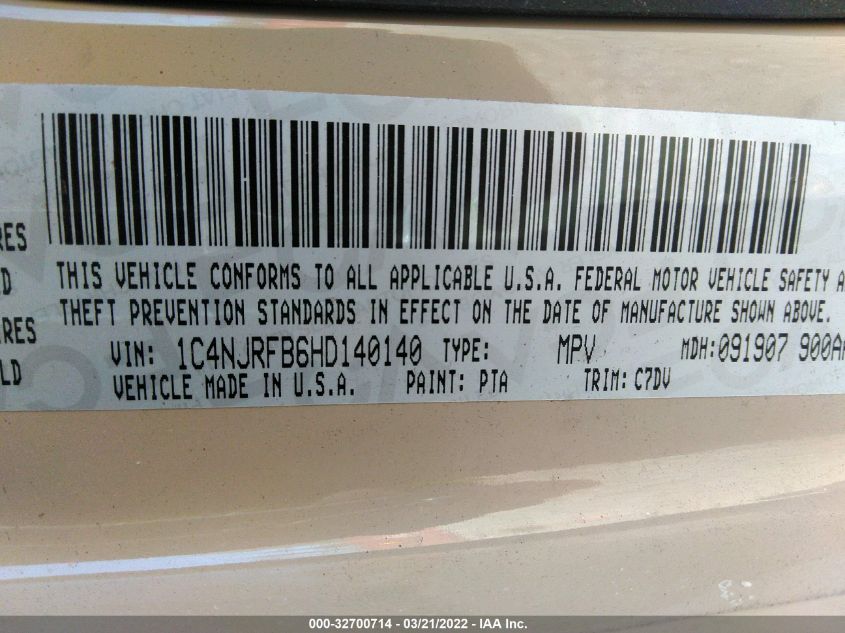 RES
D
THIS VEHICLE CONFORMS TO ALL APPLICABLE U.S.A. FEDERAL MOTOR VEHICLE SAFETY A
THEFT PREVENTION STANDARDS IN EFFECT ON THE DATE OF MANUFACTURE SHOWN ABOVE.
RES
LD
VIN: 1C4NJRFB6HD140140 TYPE: MPV MDH:091907 900A
VEHICLE MADE IN U.S.A. PAINT: PTA TRIM: C7DV
000-32700714 - 03/21/2022 - IAA Inc.